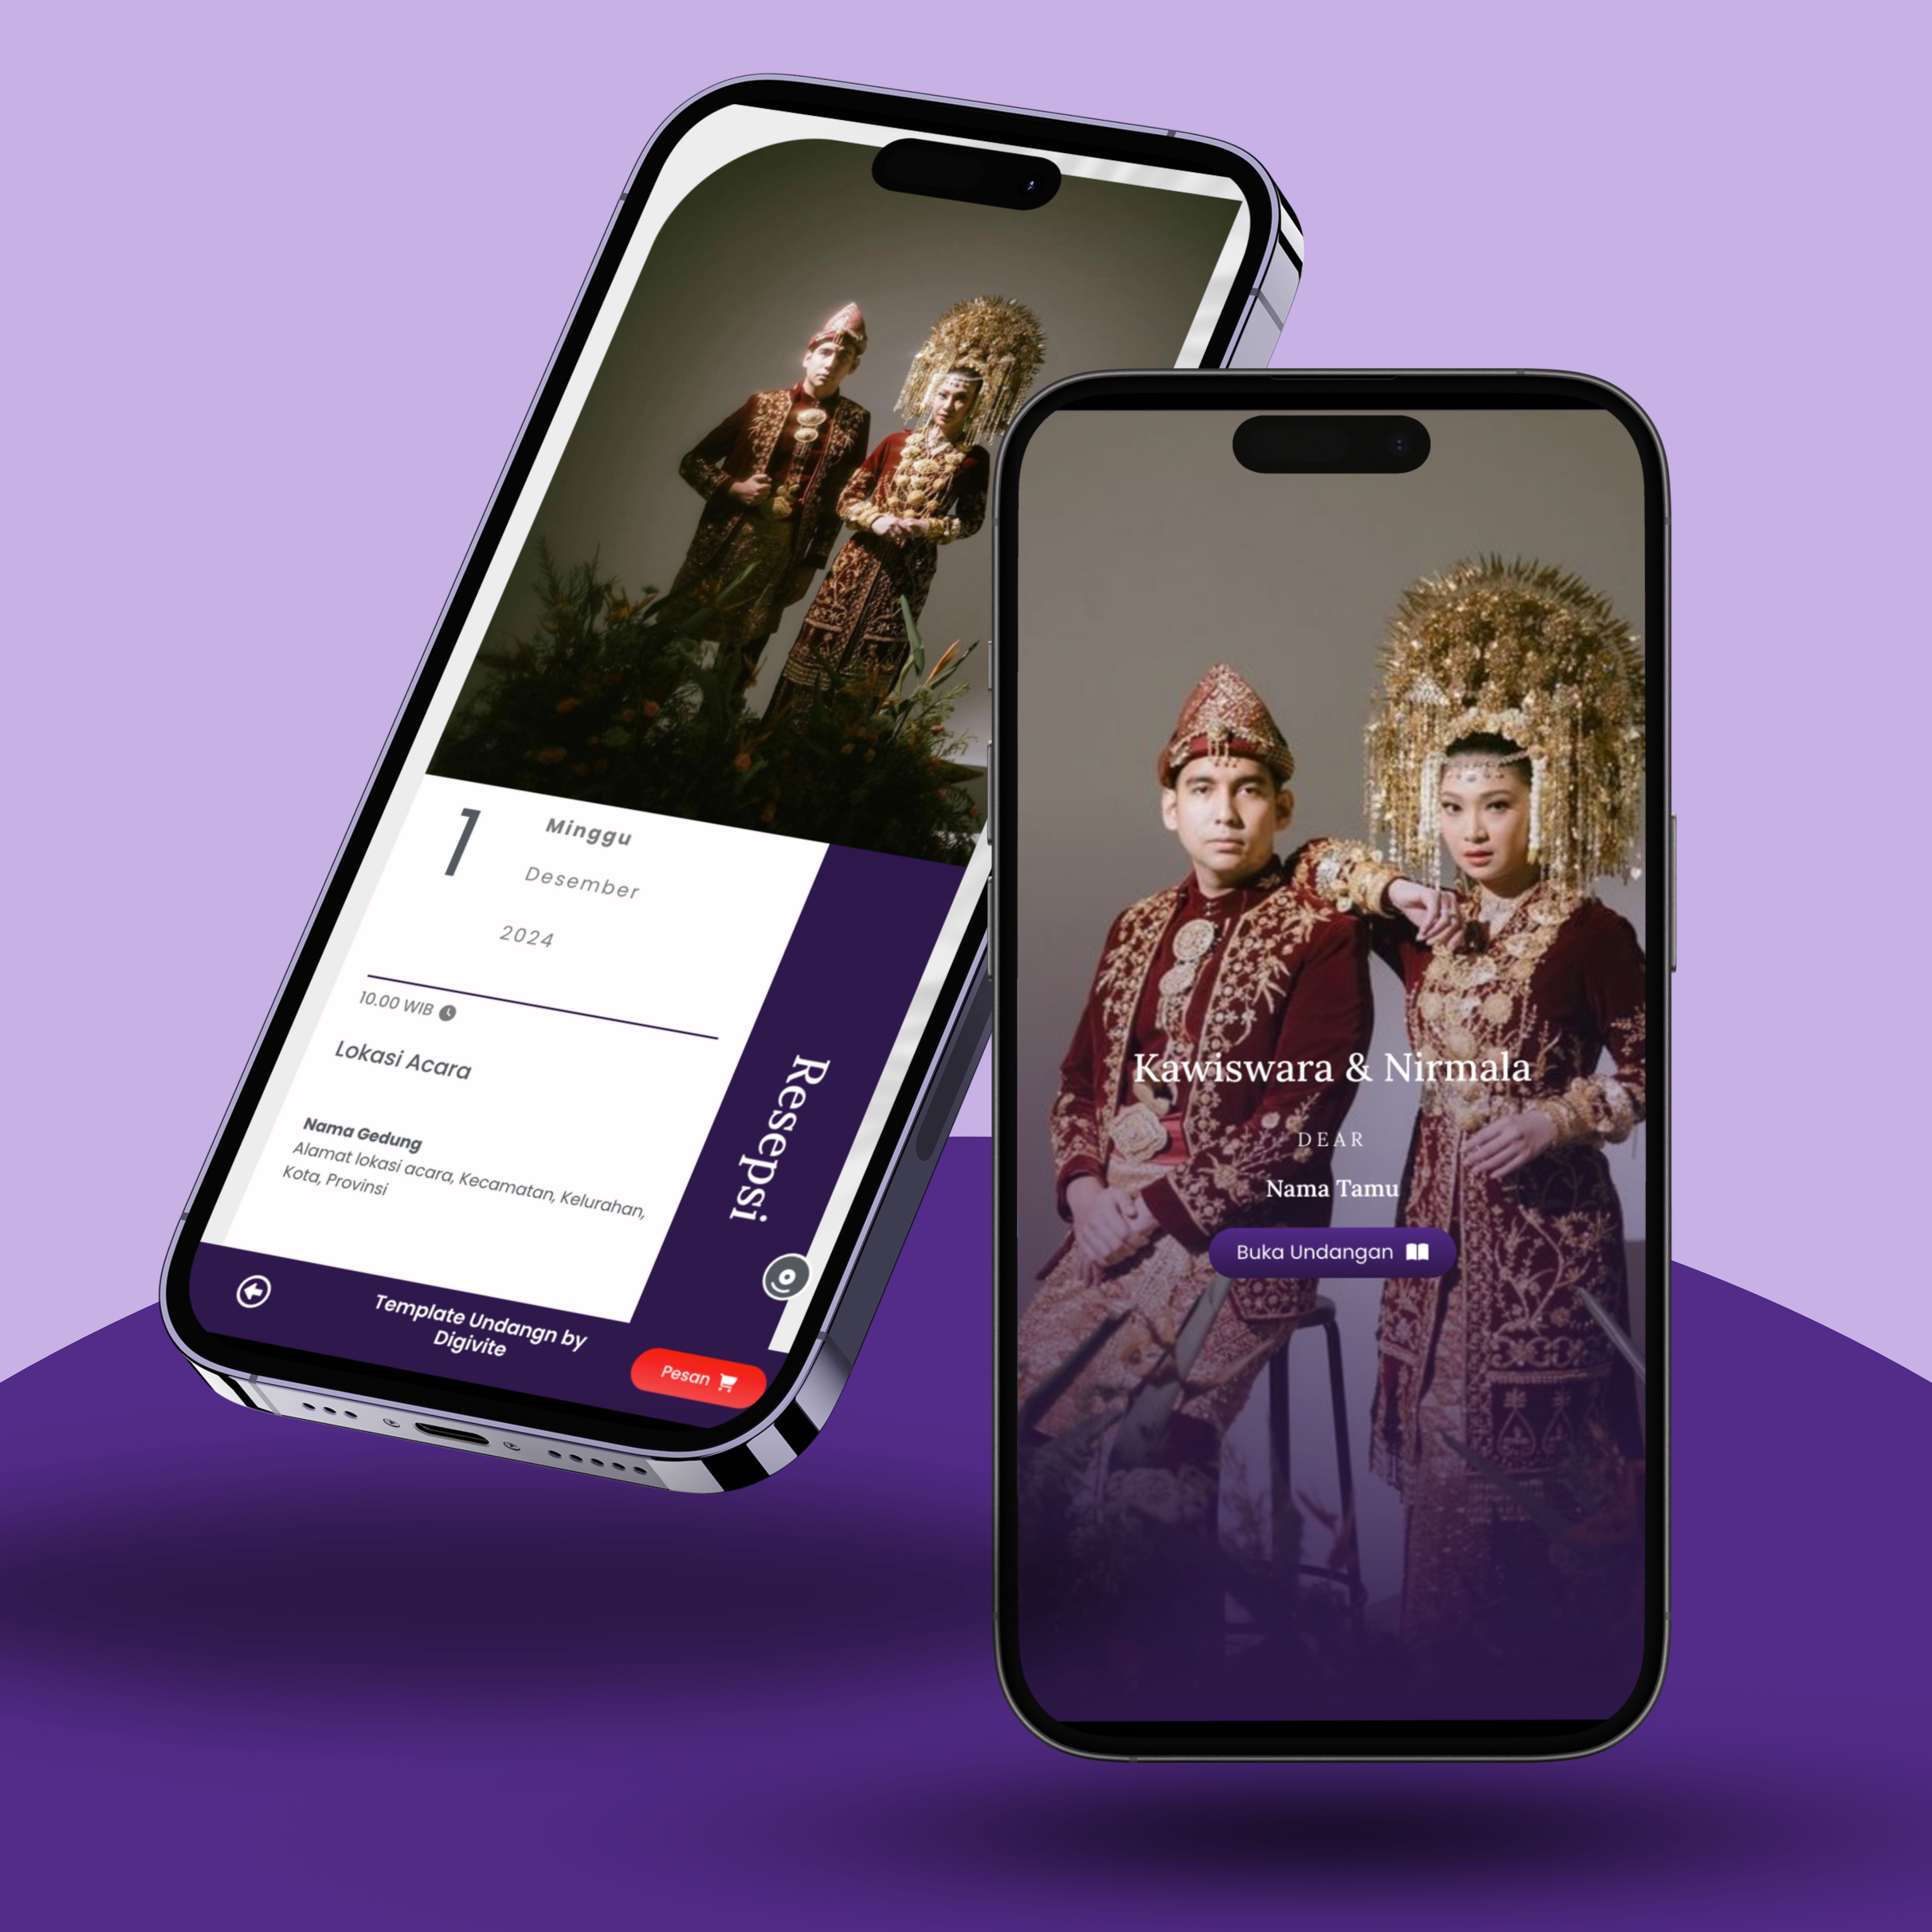 1
Minggu
Desember
2024
10.00 WIB
Lokasi Acara
Nama Gedung
Alamat lokasi acara, Kecamatan, Kelurahan,
Kota, Provinsi
Resepsi
Template Undangn by
Digivite
Pesan
Kawiswara & Nirmala
DEAR
Nama Tamu
Buka Undangan